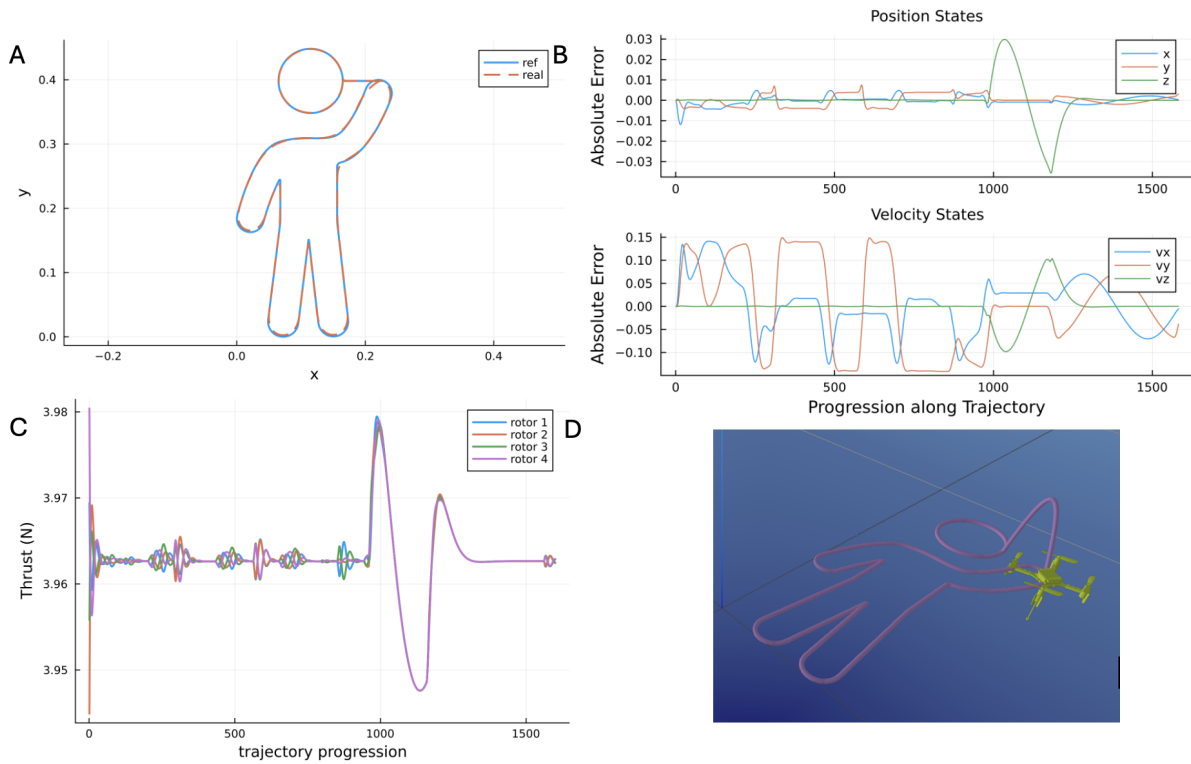 A
ref
real
y
0.4
0.3
0.2
0.1
0.0
−0.2
0.0
0.2
0.4
x
B
Position States
x
y
z
Absolute Error
0.03
0.02
0.01
0.00
−0.01
−0.02
−0.03
0
500
1000
1500
Velocity States
vx
vy
vz
Absolute Error
0.15
0.10
0.05
0.00
−0.05
−0.10
0
500
1000
1500
Progression along Trajectory
C
rotor 1
rotor 2
rotor 3
rotor 4
Thrust (N)
3.98
3.97
3.96
3.95
0
500
1000
1500
trajectory progression
D